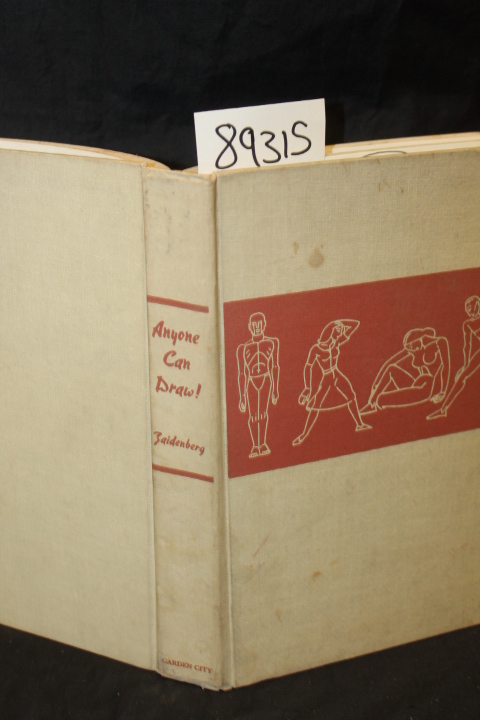 89315
Anyone
Can
Draw!
Zaidenberg
GARDEN CITY